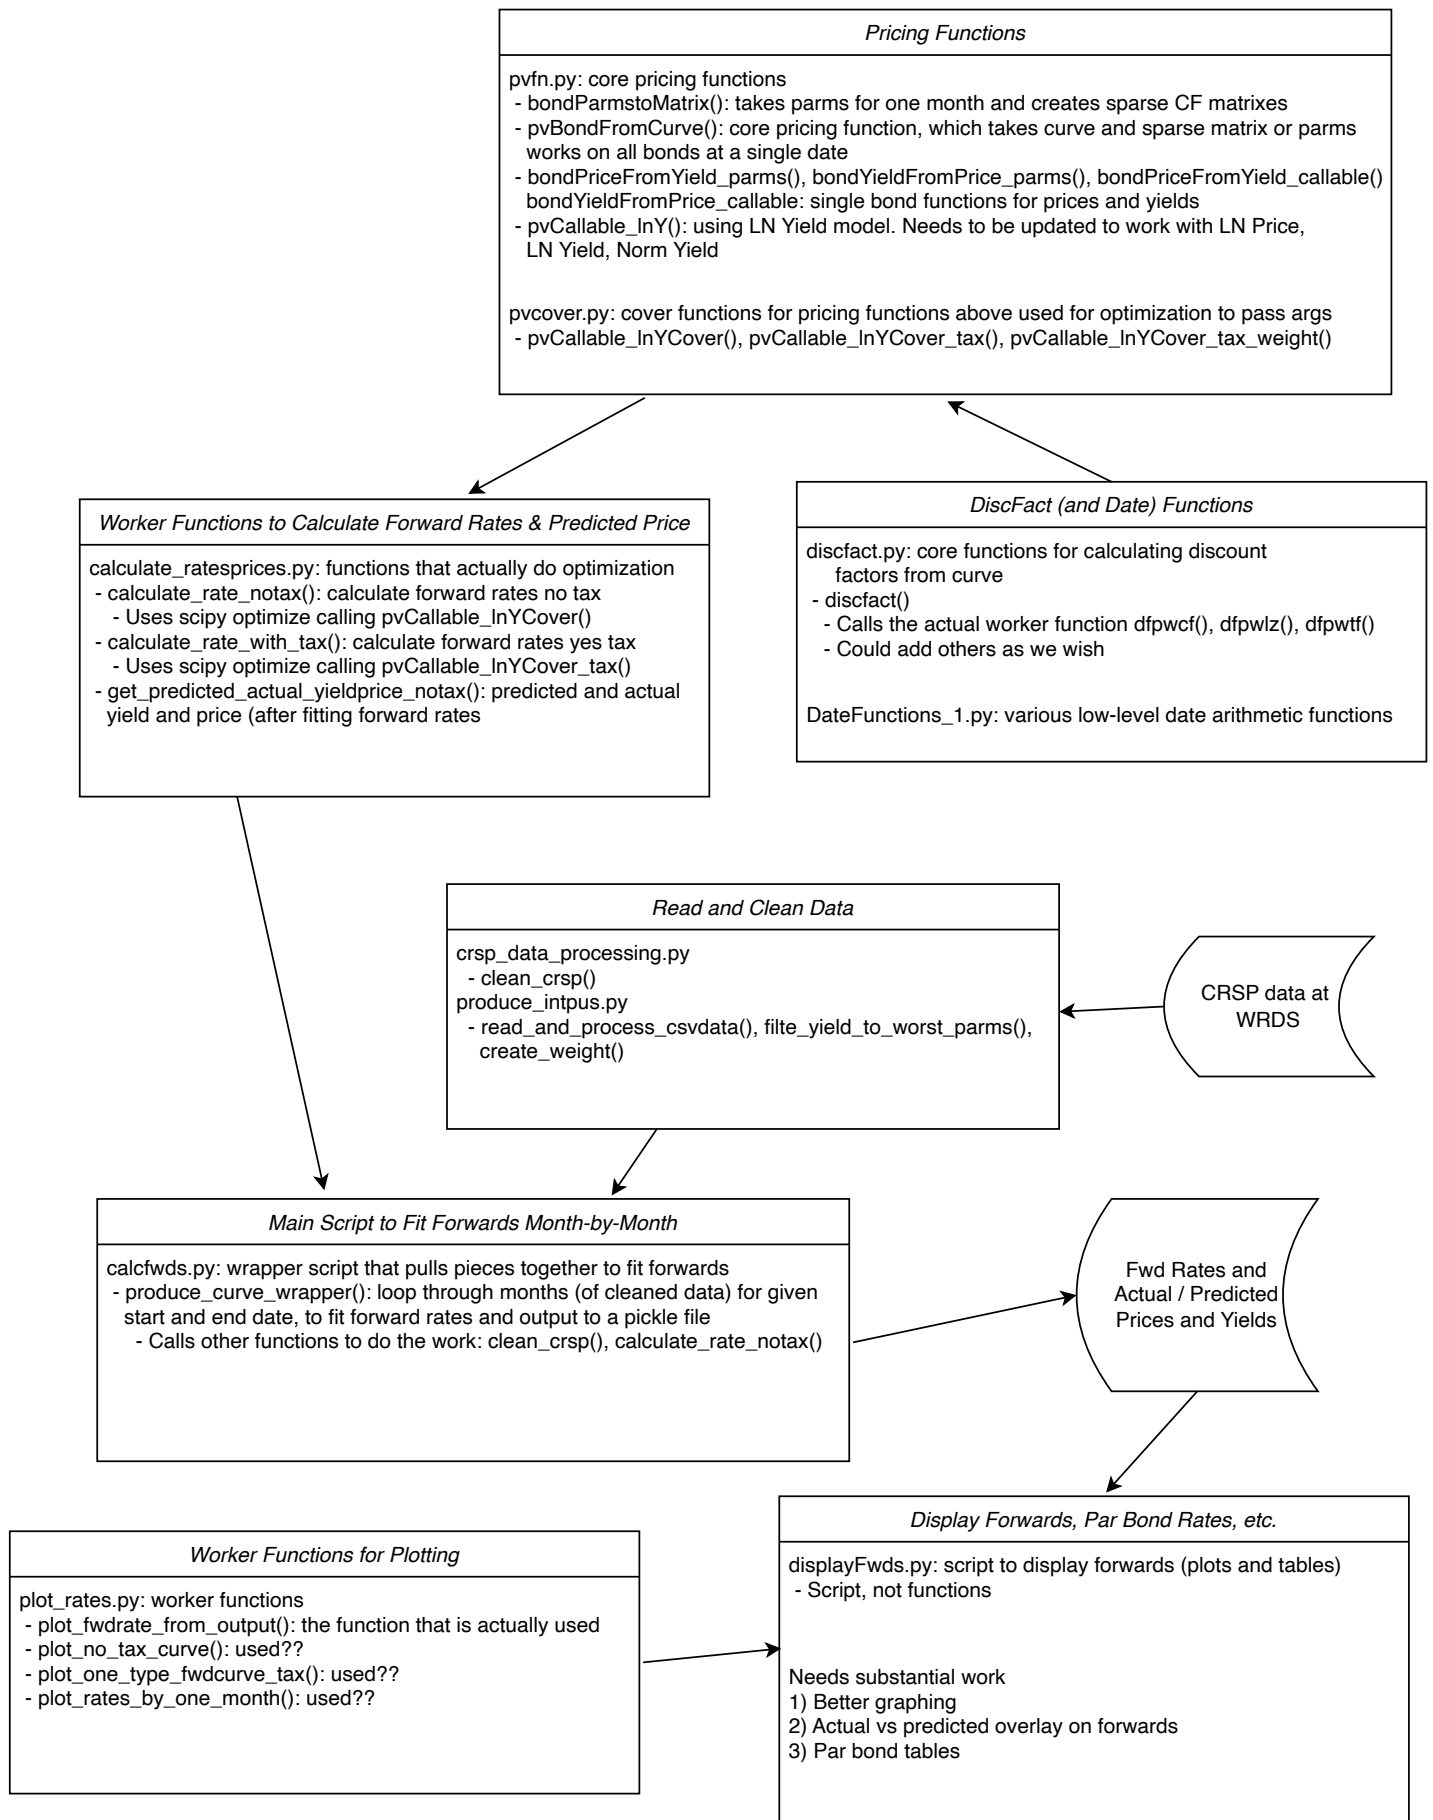 Pricing Functions
pvfn.py: core pricing functions
- bondParmstoMatrix(): takes parms for one month and creates sparse CF matrixes
- pvBondFromCurve(): core pricing function, which takes curve and sparse matrix or parms
works on all bonds at a single date
- bondPriceFromYield_parms(), bondYieldFromPrice_parms(), bondPriceFromYield_callable()
bondYieldFromPrice_callable: single bond functions for prices and yields
- pvCallable_lnY(): using LN Yield model. Needs to be updated to work with LN Price,
LN Yield, Norm Yield
pvcover.py: cover functions for pricing functions above used for optimization to pass args
- pvCallable_lnYCover(), pvCallable_lnYCover_tax(), pvCallable_lnYCover_tax_weight()
Worker Functions to Calculate Forward Rates & Predicted Price
calculate_ratesprices.py: functions that actually do optimization
- calculate_rate_notax(): calculate forward rates no tax
- Uses scipy optimize calling pvCallable_lnYCover()
- calculate_rate_with_tax(): calculate forward rates yes tax
- Uses scipy optimize calling pvCallable_lnYCover_tax()
- get_predicted_actual_yieldprice_notax(): predicted and actual
yield and price (after fitting forward rates
DiscFact (and Date) Functions
discfact.py: core functions for calculating discount
factors from curve
- discfact()
- Calls the actual worker function dfpwcf(), dfpwlz(), dfpwtf()
- Could add others as we wish
DateFunctions_1.py: various low-level date arithmetic functions
Read and Clean Data
crsp_data_processing.py
- clean_crsp()
produce_intpus.py
- read_and_process_csvdata(), filte_yield_to_worst_parms(),
create_weight()
CRSP data at
WRDS
Main Script to Fit Forwards Month-by-Month
calcfwds.py: wrapper script that pulls pieces together to fit forwards
- produce_curve_wrapper(): loop through months (of cleaned data) for given
start and end date, to fit forward rates and output to a pickle file
- Calls other functions to do the work: clean_crsp(), calculate_rate_notax()
Fwd Rates and
Actual / Predicted
Prices and Yields
Worker Functions for Plotting
plot_rates.py: worker functions
- plot_fwdrate_from_output(): the function that is actually used
- plot_no_tax_curve(): used??
- plot_one_type_fwdcurve_tax(): used??
- plot_rates_by_one_month(): used??
Display Forwards, Par Bond Rates, etc.
displayFwds.py: script to display forwards (plots and tables)
- Script, not functions
Needs substantial work
1) Better graphing
2) Actual vs predicted overlay on forwards
3) Par bond tables